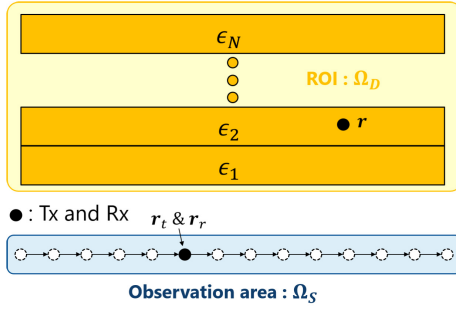 ϵ_N
ROI : Ω_D
r
ϵ_2
ϵ_1
● : Tx and Rx
r_t & r_r
Observation area : Ω_S